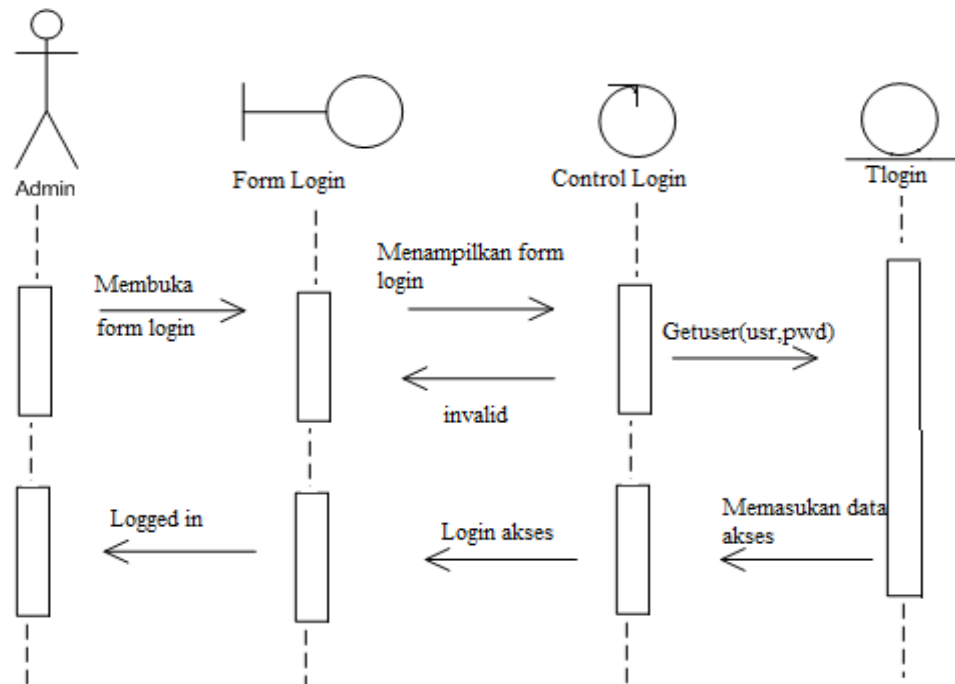 Admin
Form Login
Control Login
Tlogin
Membuka
form login
Menampilkan form
login
Getuser(usr,pwd)
invalid
Logged in
Login akses
Memasukan data
akses